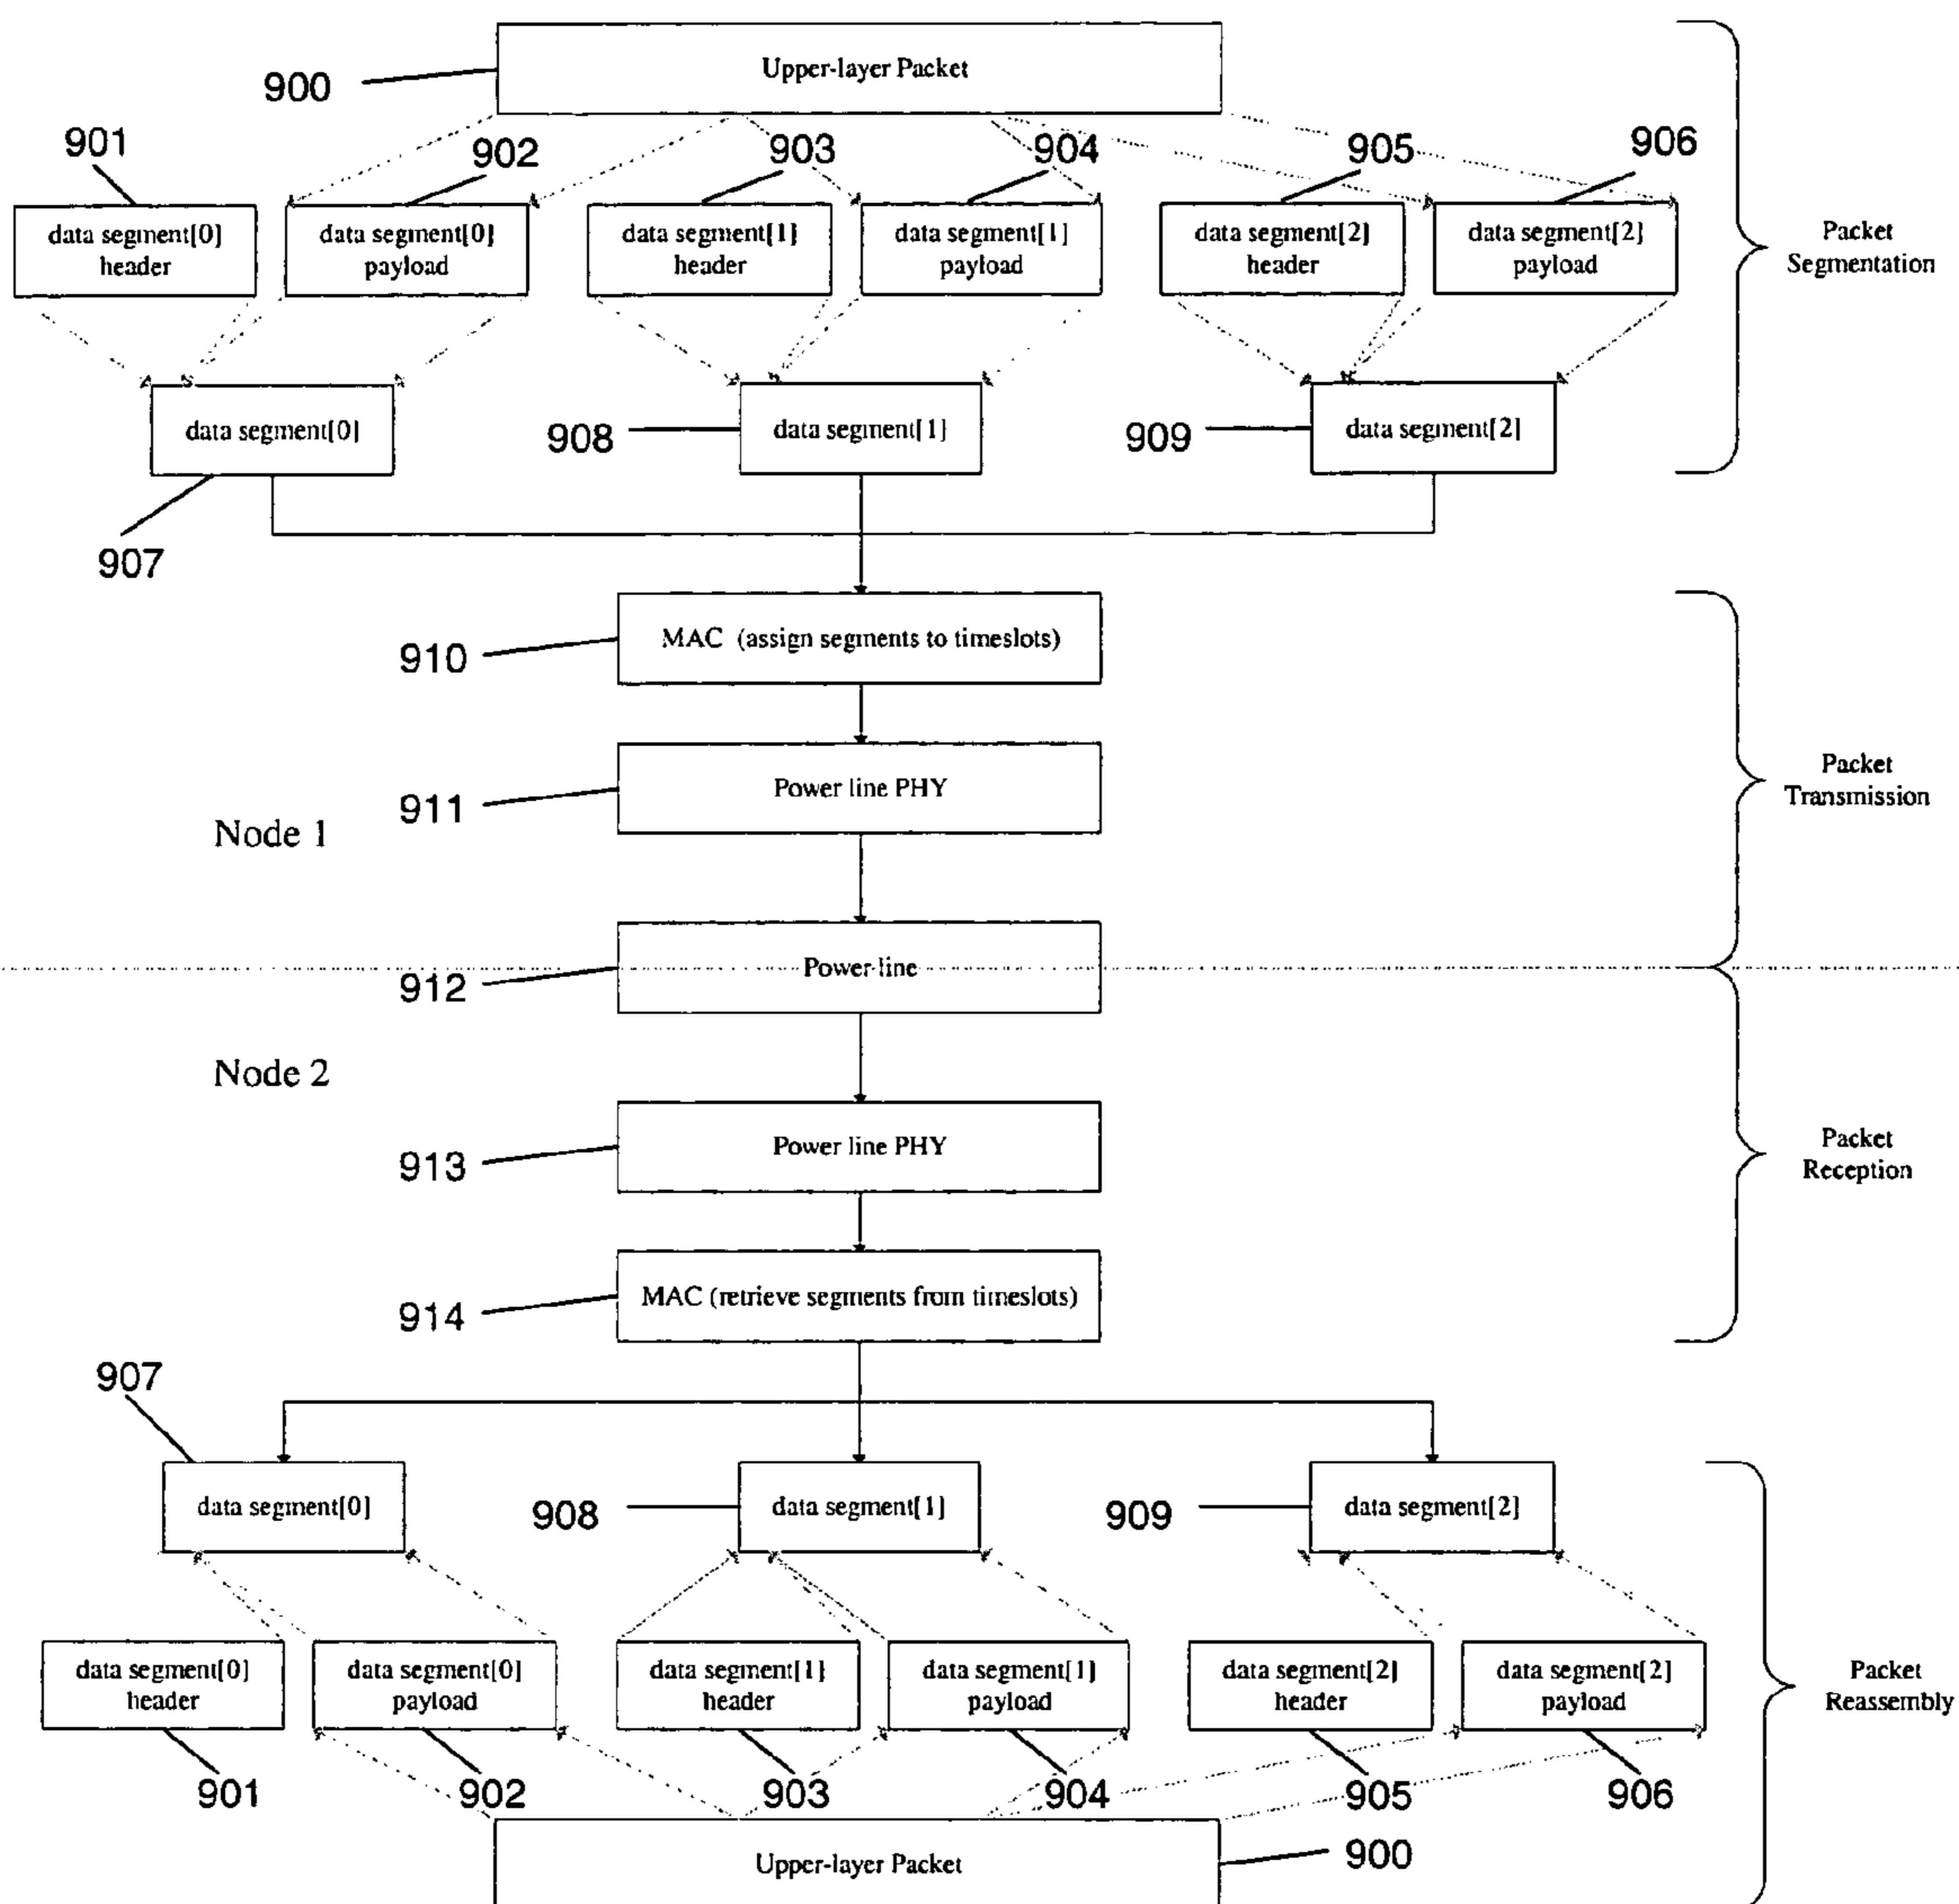 Upper-layer Packet
900
901
902
903
904
905
906
data segment[0]
header
data segment[0]
payload
data segment[1]
header
data segment[1]
payload
data segment[2]
header
data segment[2]
payload
Packet
Segmentation
data segment[0]
908
data segment[1]
909
data segment[2]
907
MAC (assign segments to timeslots)
910
Power line PHY
911
Packet
Transmission
Node 1
Power line
912
Node 2
Power line PHY
913
Packet
Reception
MAC (retrieve segments from timeslots)
914
907
data segment[0]
908
data segment[1]
909
data segment[2]
data segment[0]
header
data segment[0]
payload
data segment[1]
header
data segment[1]
payload
data segment[2]
header
data segment[2]
payload
Packet
Reassembly
901
902
903
904
905
906
Upper-layer Packet
900